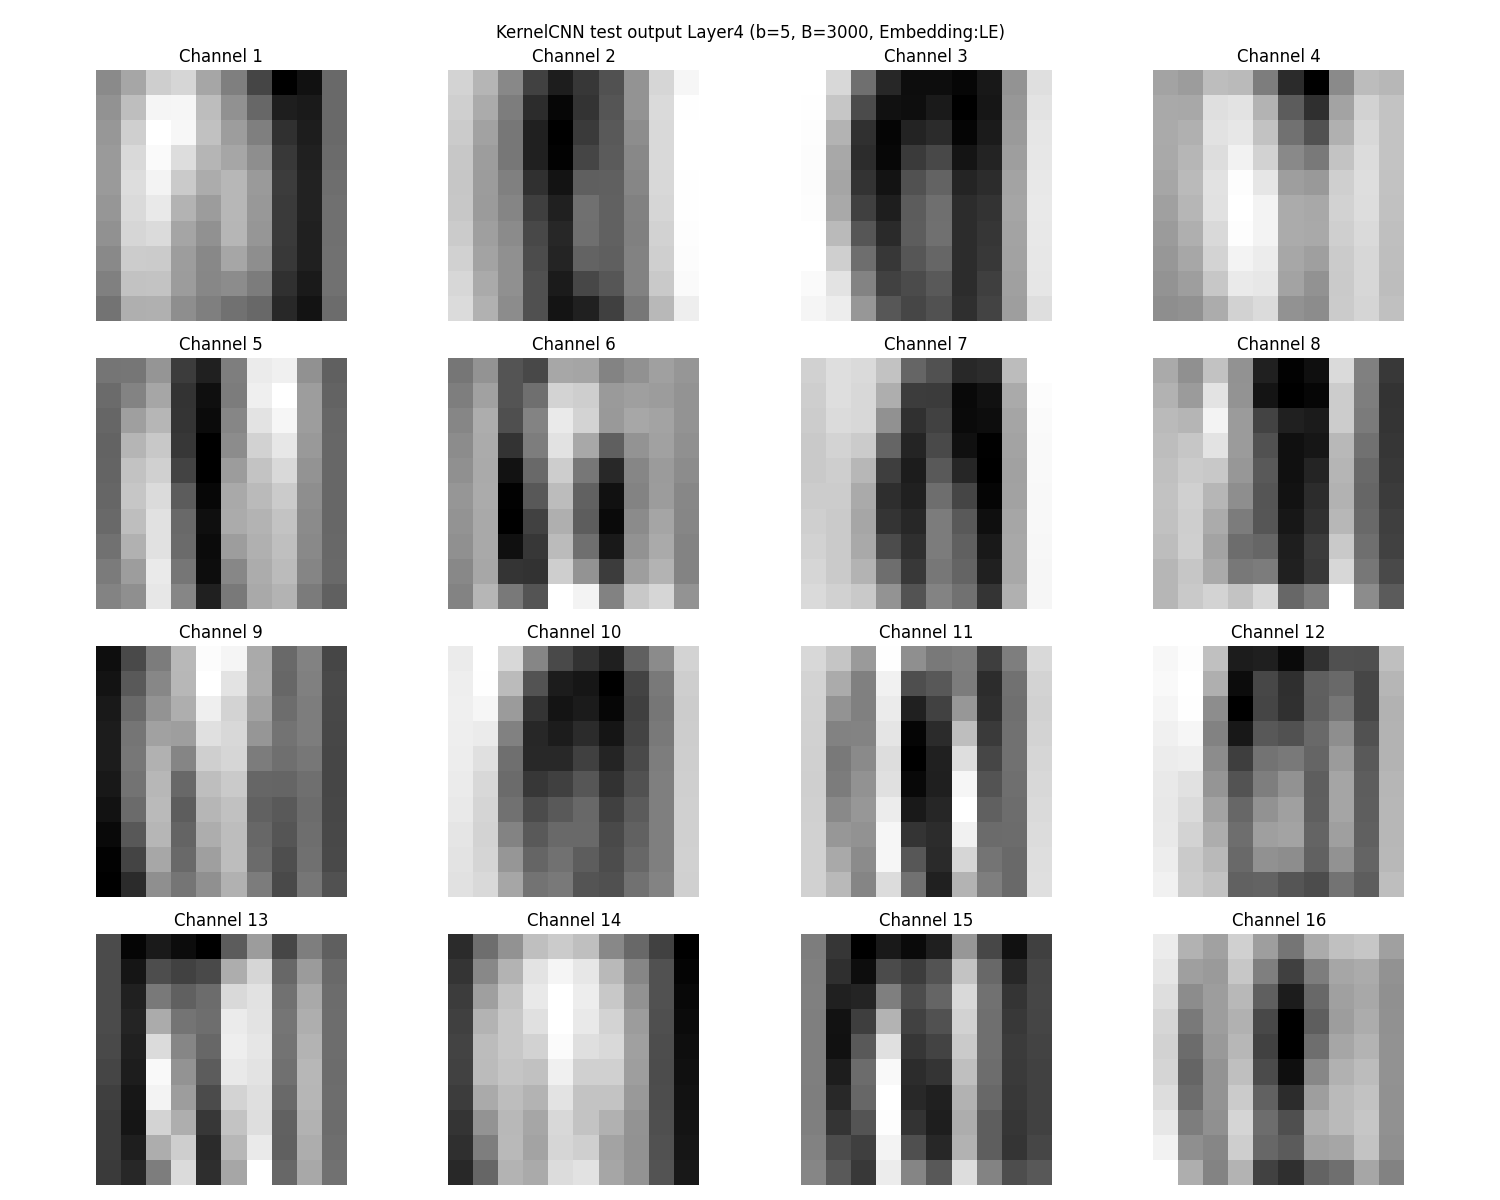 KernelCNN test output Layer4 (b=5, B=3000, Embedding:LE)
Channel 1
Channel 2
Channel 3
Channel 4
Channel 5
Channel 6
Channel 7
Channel 8
Channel 9
Channel 10
Channel 11
Channel 12
Channel 13
Channel 14
Channel 15
Channel 16